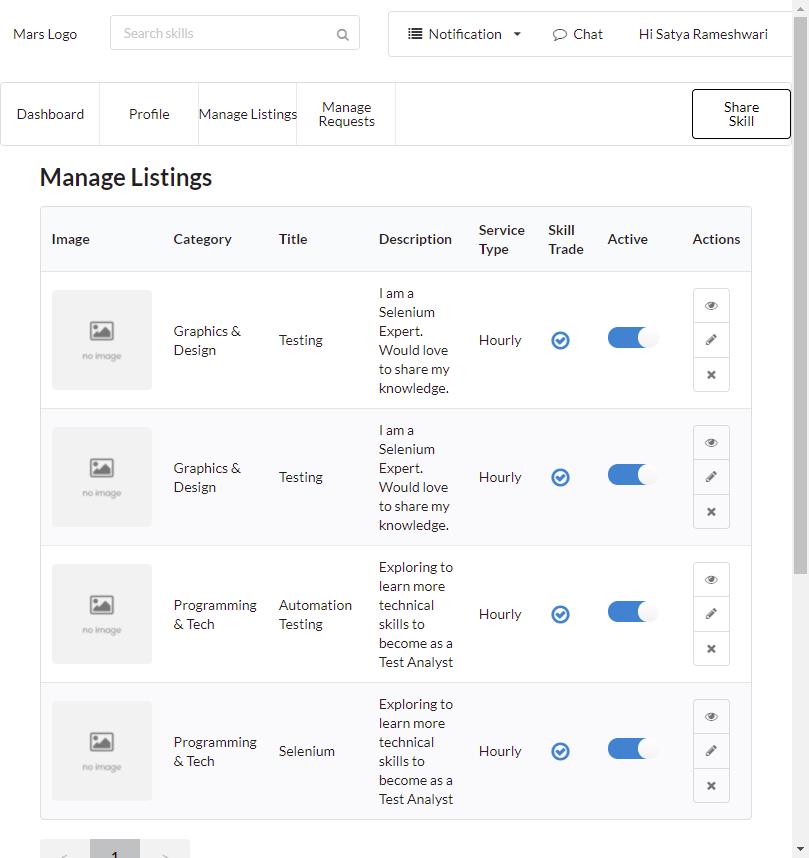 Mars Logo
Search skills
Notification
Chat
Hi Satya Rameshwari
Dashboard
Profile
Manage Listings
Manage
Requests
Share
Skill
Manage Listings
Image
Category
Title
Description
Service
Type
Skill
Trade
Active
Actions
no image
Graphics &
Design
Testing
I am a
Selenium
Expert.
Would love
to share my
knowledge.
Hourly
no image
Graphics &
Design
Testing
I am a
Selenium
Expert.
Would love
to share my
knowledge.
Hourly
no image
Programming
& Tech
Automation
Testing
Exploring to
learn more
technical
skills to
become as a
Test Analyst
Hourly
no image
Programming
& Tech
Selenium
Exploring to
learn more
technical
skills to
become as a
Test Analyst
Hourly
< 1 >